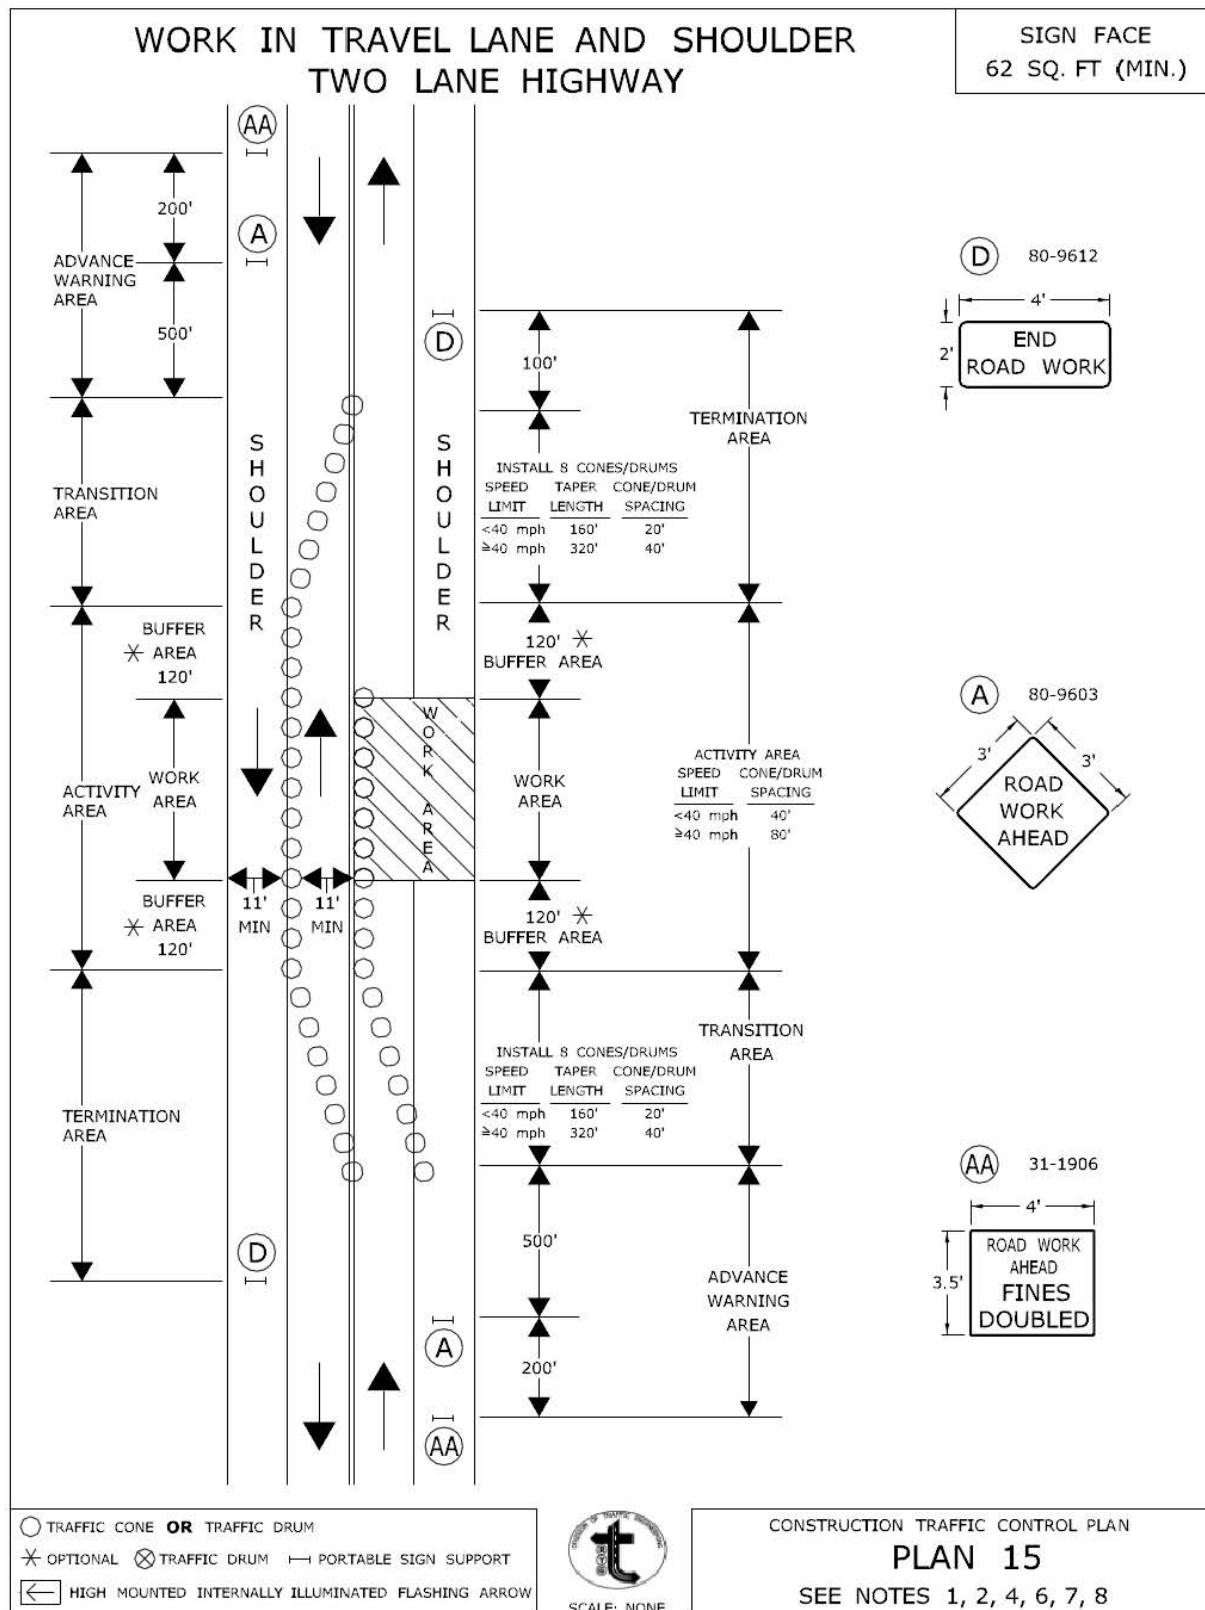 WORK IN TRAVEL LANE AND SHOULDER
TWO LANE HIGHWAY
SIGN FACE
62 SQ. FT (MIN.)
AA
200'
A
ADVANCE
WARNING
AREA
500'
D
100'
TERMINATION
AREA
SHOULDER
SHOULDER
TRANSITION
AREA
INSTALL 8 CONES/DRUMS
SPEED TAPER CONE/DRUM
LIMIT LENGTH SPACING
<40 mph 160' 20'
≥40 mph 320' 40'
BUFFER
* AREA
120'
120' *
BUFFER AREA
WORK AREA
ACTIVITY
AREA
WORK
AREA
WORK
AREA
ACTIVITY AREA
SPEED CONE/DRUM
LIMIT SPACING
<40 mph 40'
≥40 mph 80'
BUFFER
* AREA
120'
11'
MIN
11'
MIN
120' *
BUFFER AREA
TRANSITION
AREA
INSTALL 8 CONES/DRUMS
SPEED TAPER CONE/DRUM
LIMIT LENGTH SPACING
<40 mph 160' 20'
≥40 mph 320' 40'
TERMINATION
AREA
D
500'
ADVANCE
WARNING
AREA
A
200'
AA
D 80-9612
4'
2'
END
ROAD WORK
A 80-9603
3'
3'
ROAD
WORK
AHEAD
AA 31-1906
4'
3.5'
ROAD WORK
AHEAD
FINES
DOUBLED
TRAFFIC CONE OR TRAFFIC DRUM
* OPTIONAL TRAFFIC DRUM PORTABLE SIGN SUPPORT
HIGH MOUNTED INTERNALLY ILLUMINATED FLASHING ARROW
DIVISION OF TRAFFIC ENGINEERING
t
SCALE: NONE
CONSTRUCTION TRAFFIC CONTROL PLAN
PLAN 15
SEE NOTES 1, 2, 4, 6, 7, 8